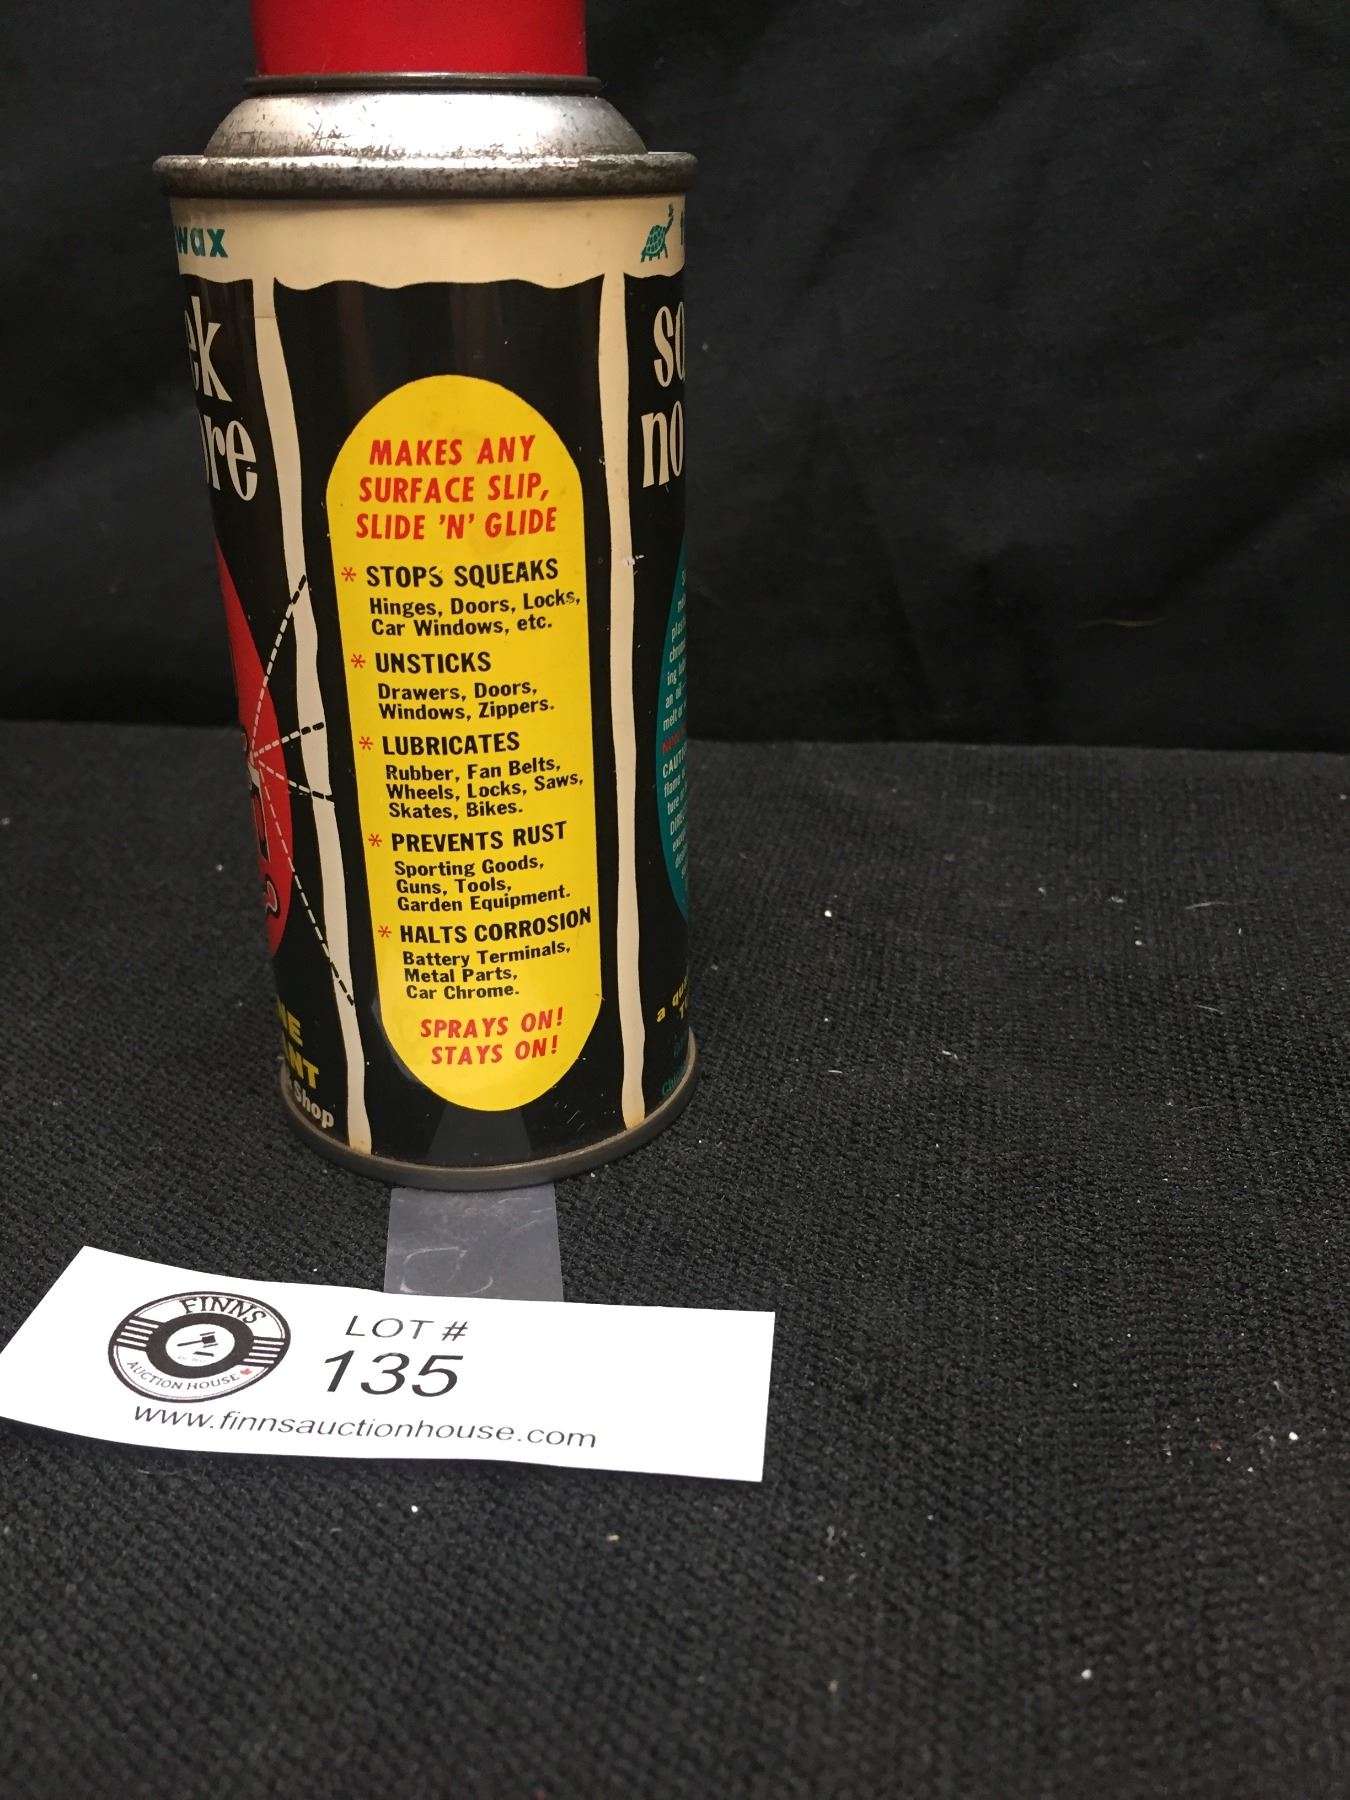 wax
MAKES ANY
SURFACE SLIP,
SLIDE 'N' GLIDE
* STOPS SQUEAKS
Hinges, Doors, Locks,
Car Windows, etc.
* UNSTICKS
Drawers, Doors,
Windows, Zippers.
* LUBRICATES
Rubber, Fan Belts,
Wheels, Locks, Saws,
Skates, Bikes.
* PREVENTS RUST
Sporting Goods,
Guns, Tools,
Garden Equipment.
* HALTS CORROSION
Battery Terminals,
Metal Parts,
Car Chrome.
SPRAYS ON!
STAYS ON!
Shop
no
a
FINNS
AUCTION HOUSE
LOT #
135
www.finnsauctionhouse.com